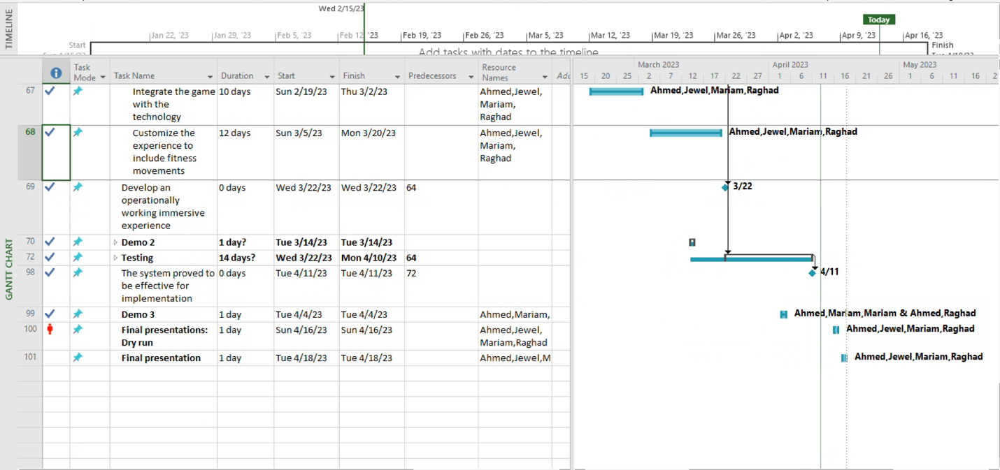 TIMELINE
Wed 2/15/23
Today
Jan 22, '23 Jan 29, '23 Feb 5, '23 Feb 12 '23 Feb 19, '23 Feb 26, '23 Mar 5, '23 Mar 12, '23 Mar 19, '23 Mar 26, '23 Apr 2, '23 Apr 9, '23 Apr 16, '23
Start
Finish
Add tasks with dates to the timeline
GANTT CHART
Task Mode Task Name Duration Start Finish Predecessors Resource Names
March 2023 April 2023 May 2023
15 20 25 2 7 12 17 22 27 1 6 11 16 21 26 1 6 11 16
67 Integrate the game 10 days Sun 2/19/23 Thu 3/2/23 Ahmed,Jewel, Ahmed,Jewel,Mariam,Raghad
with the Mariam,
technology Raghad
68 Customize the 12 days Sun 3/5/23 Mon 3/20/23 Ahmed,Jewel, Ahmed,Jewel,Mariam,Raghad
experience to Mariam,
include fitness Raghad
movements
69 Develop an 0 days Wed 3/22/23 Wed 3/22/23 64 3/22
operationally
working immersive
experience
70 Demo 2 1 day? Tue 3/14/23 Tue 3/14/23
72 Testing 14 days? Wed 3/22/23 Mon 4/10/23 64
98 The system proved to 0 days Tue 4/11/23 Tue 4/11/23 72 4/11
be effective for
implementation
99 Demo 3 1 day Tue 4/4/23 Tue 4/4/23 Ahmed,Mariam, Ahmed,Mariam,Mariam & Ahmed,Raghad
100 Final presentations: 1 day Sun 4/16/23 Sun 4/16/23 Ahmed,Jewel, Ahmed,Jewel,Mariam,Raghad
Dry run Mariam,Raghad
101 Final presentation 1 day Tue 4/18/23 Tue 4/18/23 Ahmed,Jewel,M Ahmed,Jewel,Mariam,Raghad